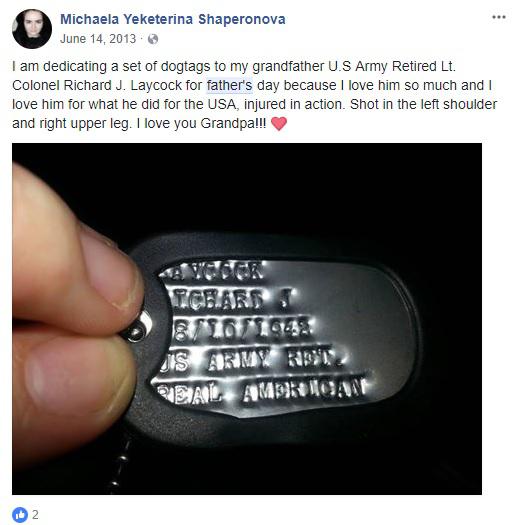 Michaela Yeketerina Shaperonova
June 14, 2013 ·
I am dedicating a set of dogtags to my grandfather U.S Army Retired Lt.
Colonel Richard J. Laycock for father's day because I love him so much and I
love him for what he did for the USA, injured in action. Shot in the left shoulder
and right upper leg. I love you Grandpa!!! ❤
AYCOCK
ICHARD J
8/10/1942
US ARMY RET.
REAL AMERICAN
2